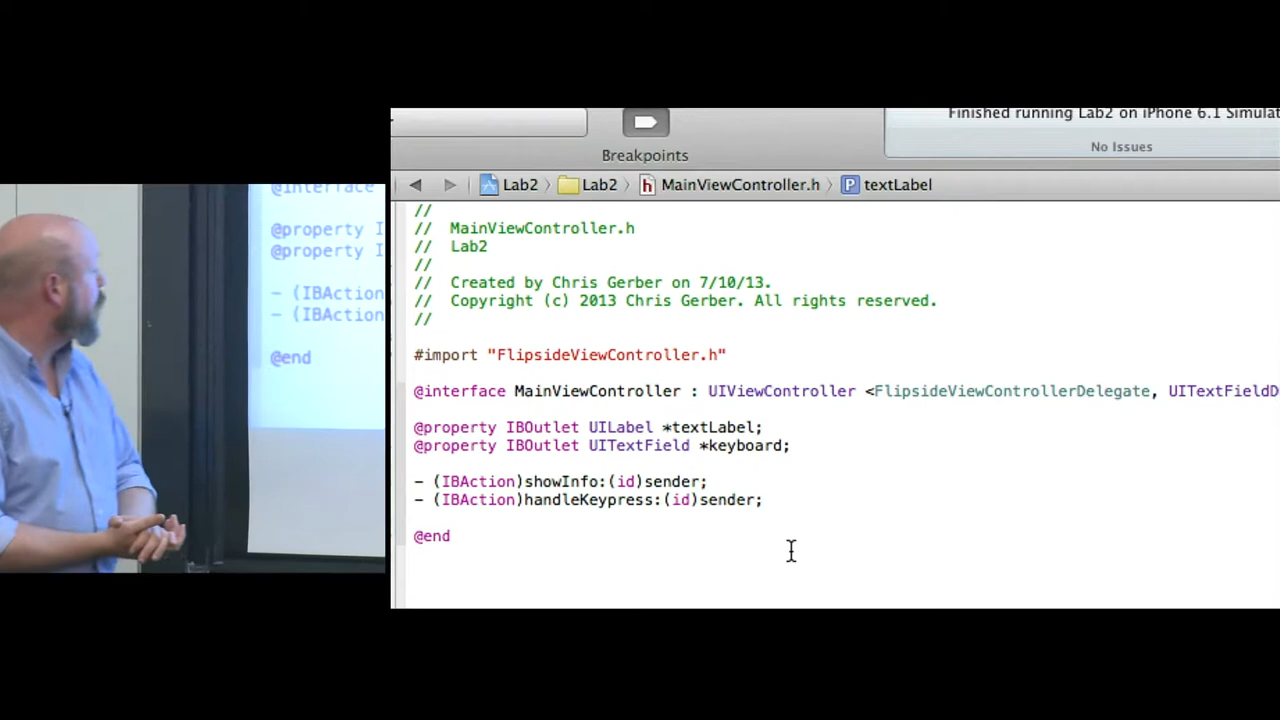 @interface
@property I
@property I
- (IBAction
- (IBAction
@end
Finished running Lab2 on iPhone 6.1 Simulat
Breakpoints
No Issues
Lab2 Lab2 MainViewController.h textLabel
//
// MainViewController.h
// Lab2
//
// Created by Chris Gerber on 7/10/13.
// Copyright (c) 2013 Chris Gerber. All rights reserved.
//
#import "FlipsideViewController.h"
@interface MainViewController : UIViewController <FlipsideViewControllerDelegate, UITextFieldD
@property IBOutlet UILabel *textLabel;
@property IBOutlet UITextField *keyboard;
- (IBAction)showInfo:(id)sender;
- (IBAction)handleKeypress:(id)sender;
@end